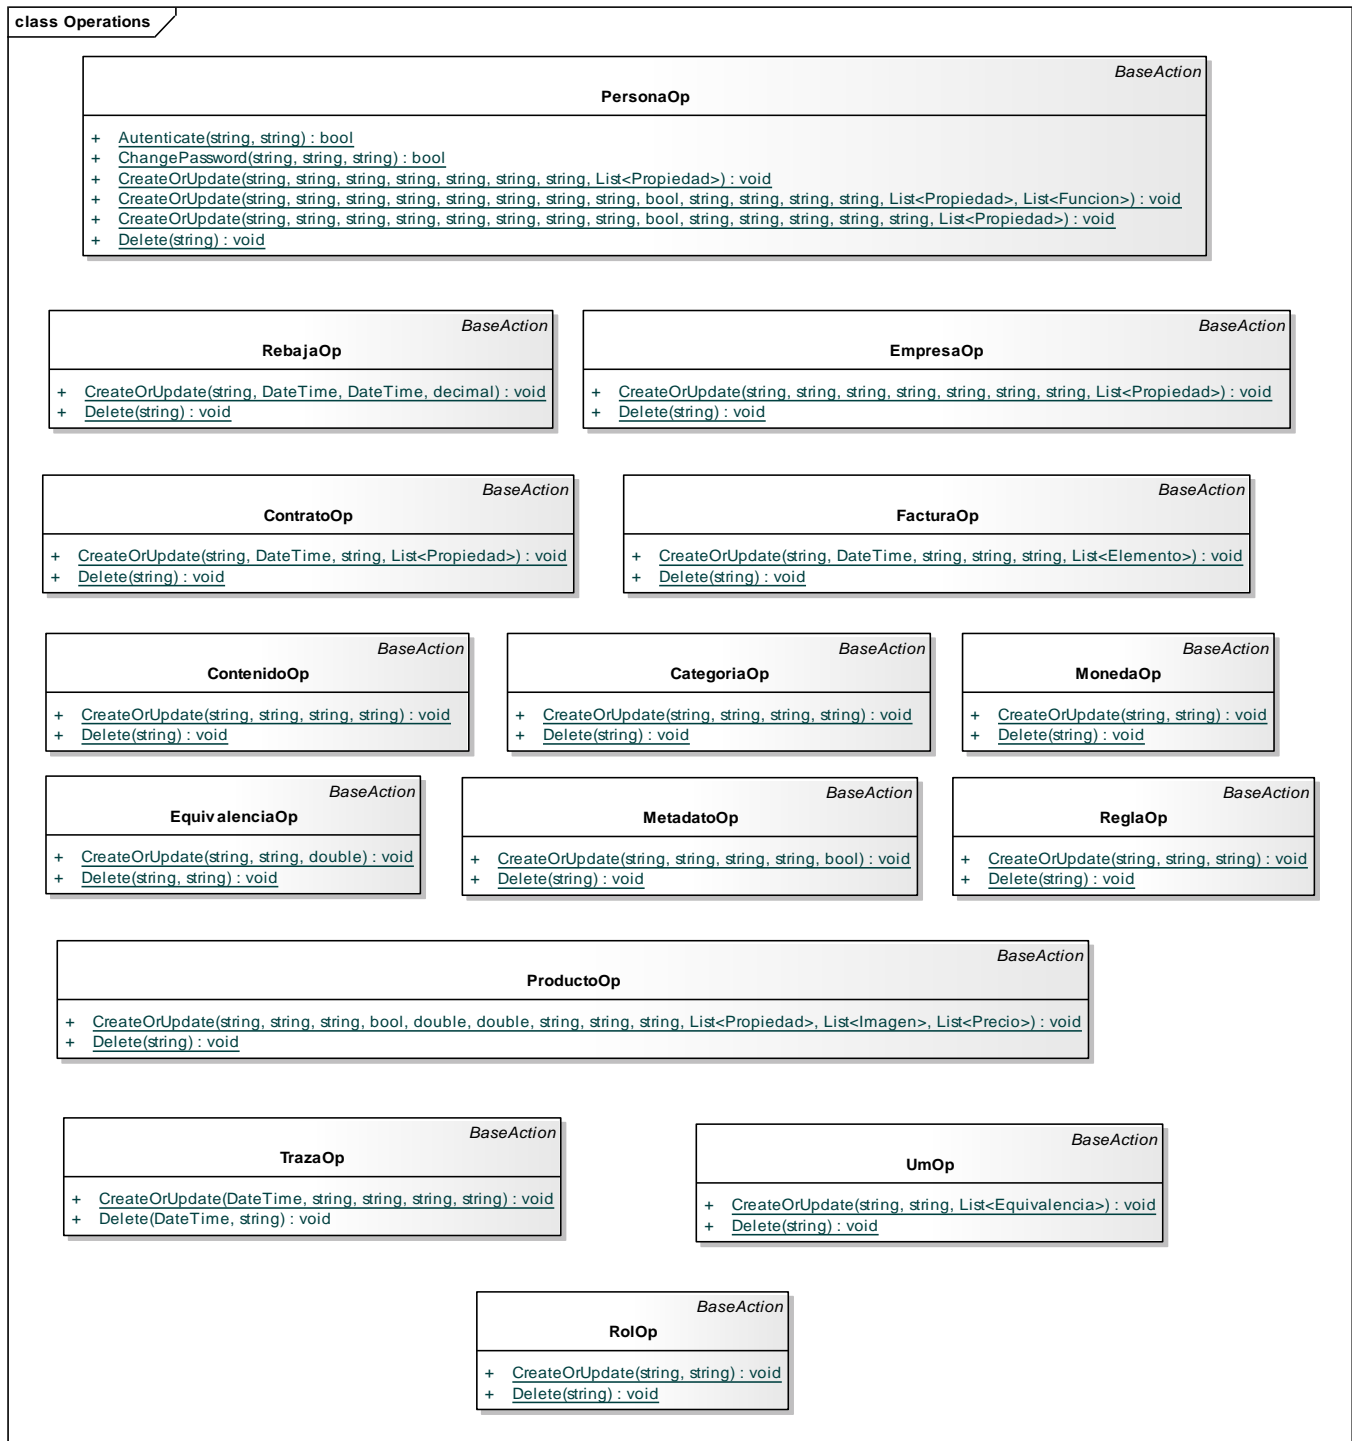 class Operations
BaseAction
PersonaOp
+ Autenticate(string, string) : bool
+ ChangePassword(string, string, string) : bool
+ CreateOrUpdate(string, string, string, string, string, string, string, List<Propiedad>) : void
+ CreateOrUpdate(string, string, string, string, string, string, string, string, bool, string, string, string, string, List<Propiedad>, List<Funcion>) : void
+ CreateOrUpdate(string, string, string, string, string, string, string, string, bool, string, string, string, string, string, List<Propiedad>) : void
+ Delete(string) : void
BaseAction
RebajaOp
+ CreateOrUpdate(string, DateTime, DateTime, decimal) : void
+ Delete(string) : void
BaseAction
EmpresaOp
+ CreateOrUpdate(string, string, string, string, string, string, string, List<Propiedad>) : void
+ Delete(string) : void
BaseAction
ContratoOp
+ CreateOrUpdate(string, DateTime, string, List<Propiedad>) : void
+ Delete(string) : void
BaseAction
FacturaOp
+ CreateOrUpdate(string, DateTime, string, string, string, List<Elemento>) : void
+ Delete(string) : void
BaseAction
ContenidoOp
+ CreateOrUpdate(string, string, string, string) : void
+ Delete(string) : void
BaseAction
CategoriaOp
+ CreateOrUpdate(string, string, string, string) : void
+ Delete(string) : void
BaseAction
MonedaOp
+ CreateOrUpdate(string, string) : void
+ Delete(string) : void
BaseAction
EquivalenciaOp
+ CreateOrUpdate(string, string, double) : void
+ Delete(string, string) : void
BaseAction
MetadatoOp
+ CreateOrUpdate(string, string, string, string, bool) : void
+ Delete(string) : void
BaseAction
ReglaOp
+ CreateOrUpdate(string, string, string) : void
+ Delete(string) : void
BaseAction
ProductoOp
+ CreateOrUpdate(string, string, string, bool, double, double, string, string, string, List<Propiedad>, List<Imagen>, List<Precio>) : void
+ Delete(string) : void
BaseAction
TrazaOp
+ CreateOrUpdate(DateTime, string, string, string, string) : void
+ Delete(DateTime, string) : void
BaseAction
UmOp
+ CreateOrUpdate(string, string, List<Equivalencia>) : void
+ Delete(string) : void
BaseAction
RolOp
+ CreateOrUpdate(string, string) : void
+ Delete(string) : void